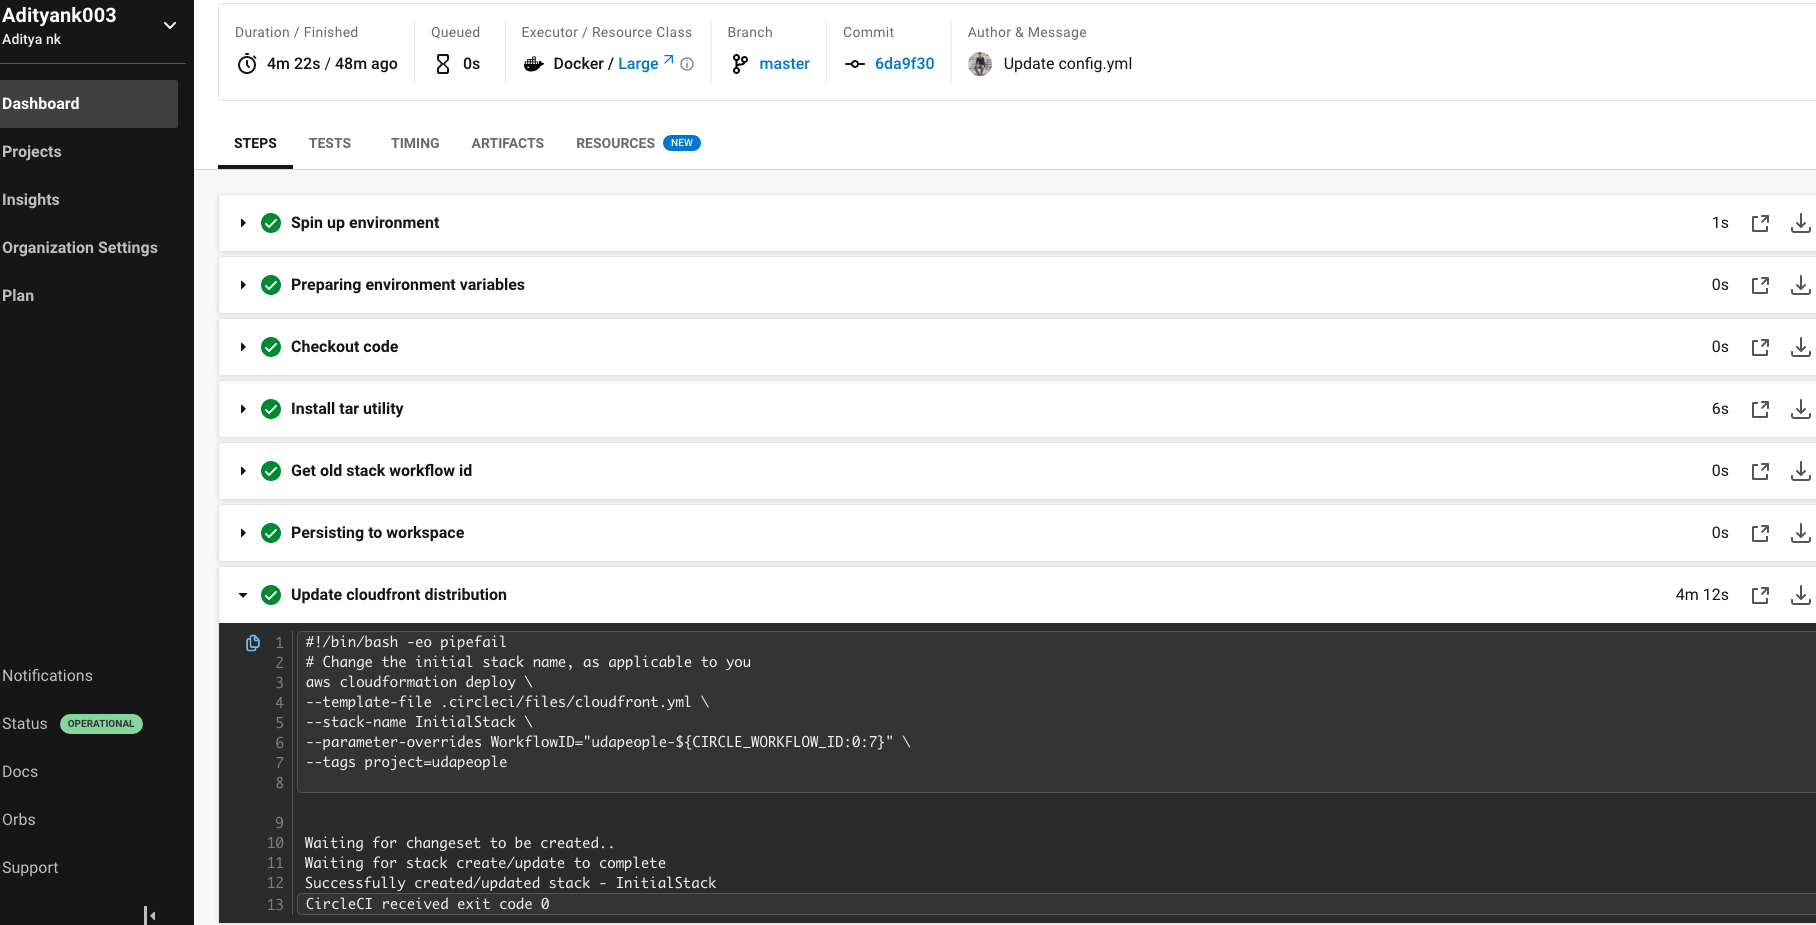 Adityank003
Aditya nk
Dashboard
Projects
Insights
Organization Settings
Plan
Notifications
Status OPERATIONAL
Docs
Orbs
Support
Duration / Finished
4m 22s / 48m ago
Queued
0s
Executor / Resource Class
Docker / Large
Branch
master
Commit
6da9f30
Author & Message
Update config.yml
STEPS TESTS TIMING ARTIFACTS RESOURCES NEW
Spin up environment 1s
Preparing environment variables 0s
Checkout code 0s
Install tar utility 6s
Get old stack workflow id 0s
Persisting to workspace 0s
Update cloudfront distribution 4m 12s
1 #!/bin/bash -eo pipefail
2 # Change the initial stack name, as applicable to you
3 aws cloudformation deploy \
4 --template-file .circleci/files/cloudfront.yml \
5 --stack-name InitialStack \
6 --parameter-overrides WorkflowID="udapeople-${CIRCLE_WORKFLOW_ID:0:7}" \
7 --tags project=udapeople
8
9
10 Waiting for changeset to be created..
11 Waiting for stack create/update to complete
12 Successfully created/updated stack - InitialStack
13 CircleCI received exit code 0